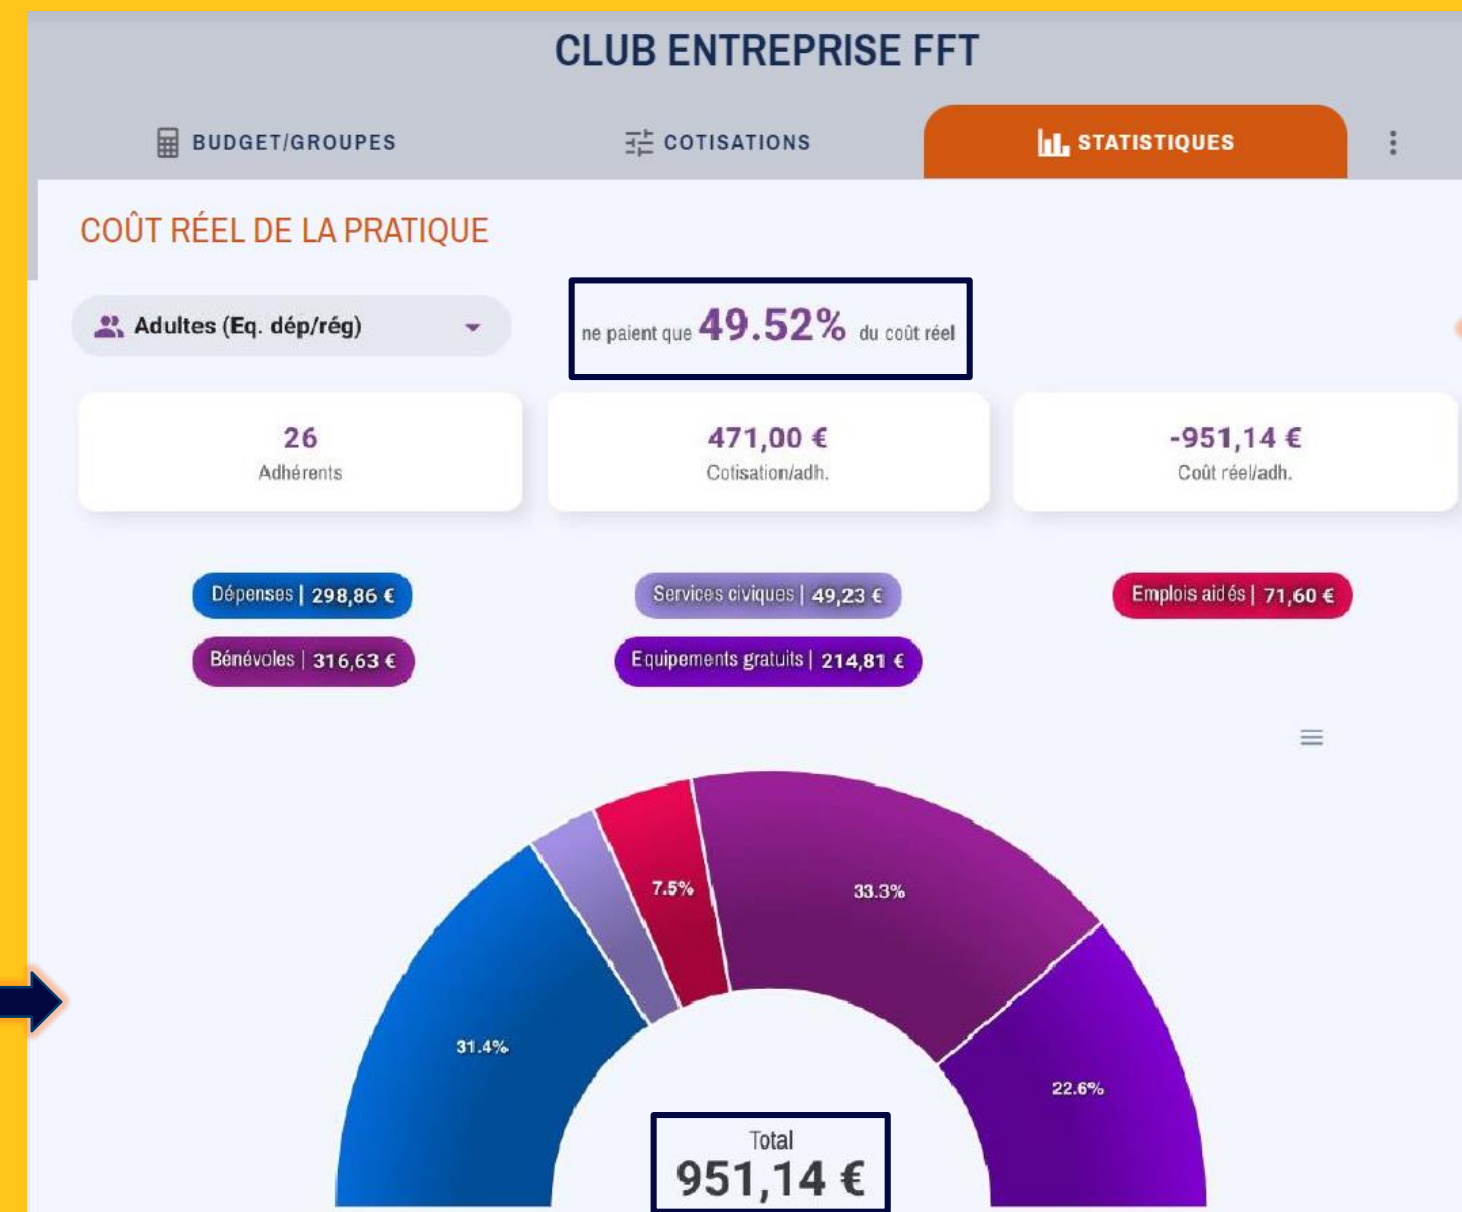 CLUB ENTREPRISE FFT
BUDGET/GROUPES
COTISATIONS
STATISTIQUES
COÛT RÉEL DE LA PRATIQUE
Adultes (Eq. dép/rég)
ne paient que 49.52% du coût réel
26
Adhérents
471,00 €
Cotisation/adh.
-951,14 €
Coût réel/adh.
Dépenses | 298,86 €
Services civiques | 49,23 €
Emplois aidés | 71,60 €
Bénévoles | 316,63 €
Equipements gratuits | 214,81 €
7.5%
33.3%
31.4%
22.6%
Total
951,14 €